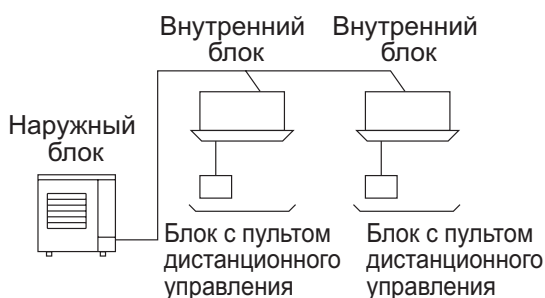 Внутренний
блок
Внутренний
блок
Наружный
блок
Блок с пультом
дистанционного
управления
Блок с пультом
дистанционного
управления